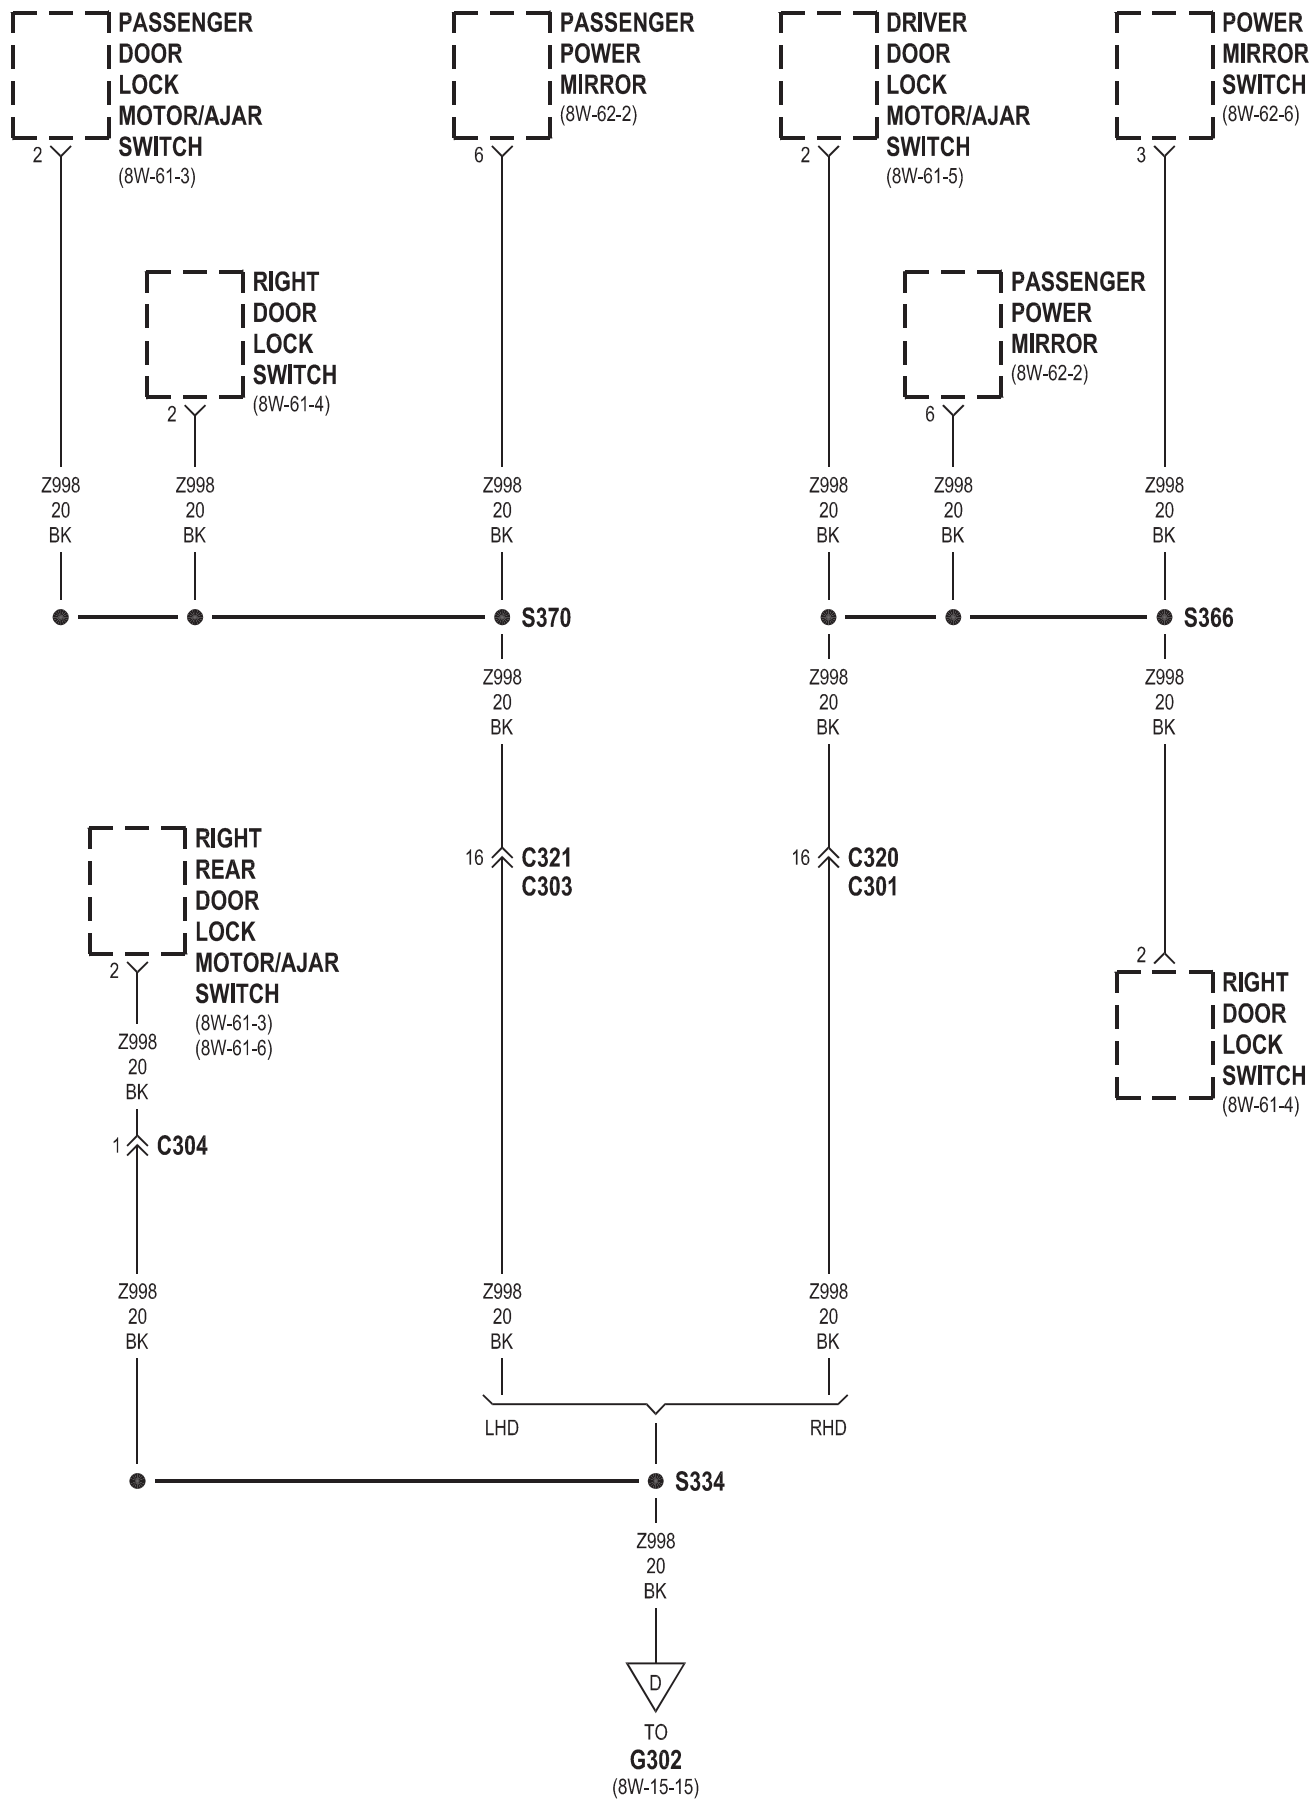 PASSENGER
DOOR
LOCK
MOTOR/AJAR
SWITCH
(8W-61-3)
2
PASSENGER
POWER
MIRROR
(8W-62-2)
6
DRIVER
DOOR
LOCK
MOTOR/AJAR
SWITCH
(8W-61-5)
2
POWER
MIRROR
SWITCH
(8W-62-6)
3
RIGHT
DOOR
LOCK
SWITCH
(8W-61-4)
2
PASSENGER
POWER
MIRROR
(8W-62-2)
6
Z998
20
BK
Z998
20
BK
Z998
20
BK
Z998
20
BK
Z998
20
BK
Z998
20
BK
S370
S366
Z998
20
BK
Z998
20
BK
Z998
20
BK
16
C321
C303
16
C320
C301
RIGHT
REAR
DOOR
LOCK
MOTOR/AJAR
SWITCH
(8W-61-3)
(8W-61-6)
2
2
RIGHT
DOOR
LOCK
SWITCH
(8W-61-4)
Z998
20
BK
1
C304
Z998
20
BK
Z998
20
BK
Z998
20
BK
LHD
RHD
S334
Z998
20
BK
D
TO
G302
(8W-15-15)